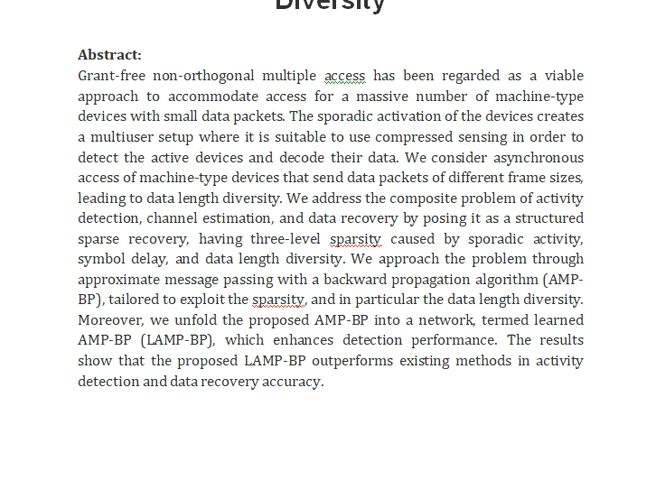 Diversity
Abstract:
Grant-free non-orthogonal multiple access has been regarded as a viable
approach to accommodate access for a massive number of machine-type
devices with small data packets. The sporadic activation of the devices creates
a multiuser setup where it is suitable to use compressed sensing in order to
detect the active devices and decode their data. We consider asynchronous
access of machine-type devices that send data packets of different frame sizes,
leading to data length diversity. We address the composite problem of activity
detection, channel estimation, and data recovery by posing it as a structured
sparse recovery, having three-level sparsity caused by sporadic activity,
symbol delay, and data length diversity. We approach the problem through
approximate message passing with a backward propagation algorithm (AMP-
BP), tailored to exploit the sparsity, and in particular the data length diversity.
Moreover, we unfold the proposed AMP-BP into a network, termed learned
AMP-BP (LAMP-BP), which enhances detection performance. The results
show that the proposed LAMP-BP outperforms existing methods in activity
detection and data recovery accuracy.